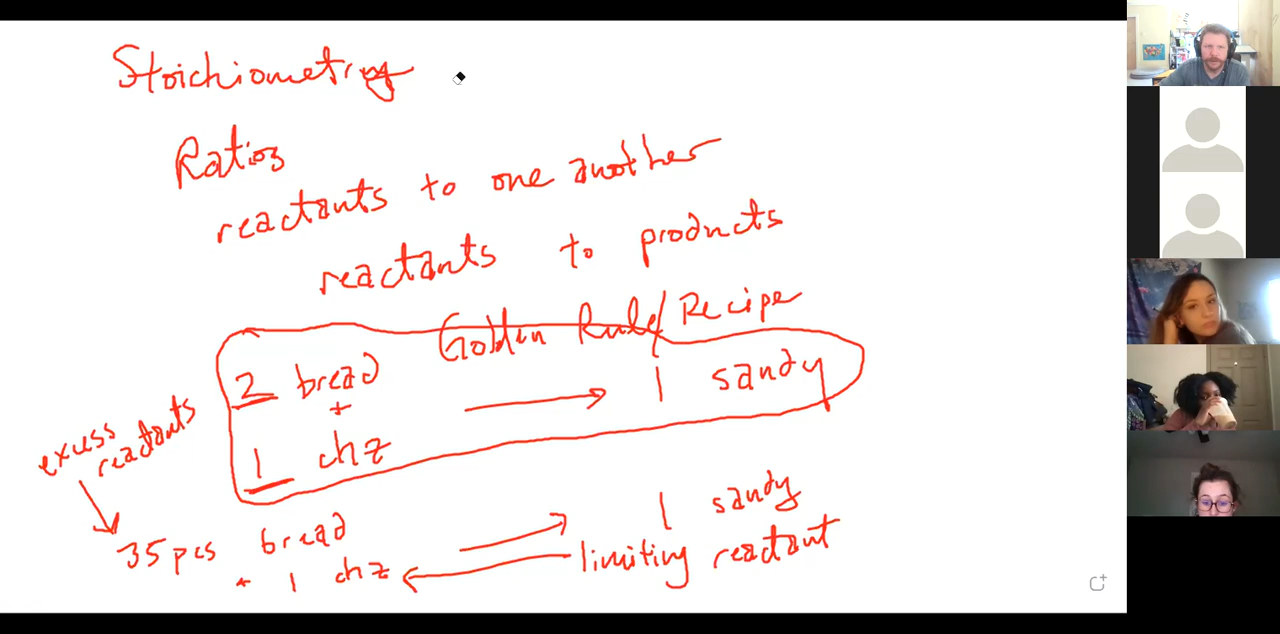 Stoichiometry
Ratios
reactants to one another
reactants to products
Golden Rule/Recipe
2 bread
+
1 chz
1 sandy
excess
reactants
35 pcs bread
+ 1 chz
1 sandy
limiting reactant